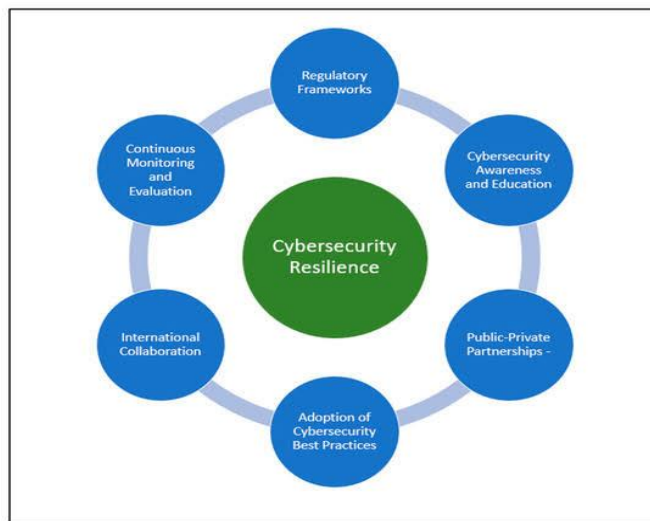 Regulatory
Frameworks
Cybersecurity
Awareness and
Education
Public-Private
Partnerships -
Adoption of
Cybersecurity
Best Practices
International
Collaboration
Continuous
Monitoring
and
Evaluation
Cybersecurity
Resilience